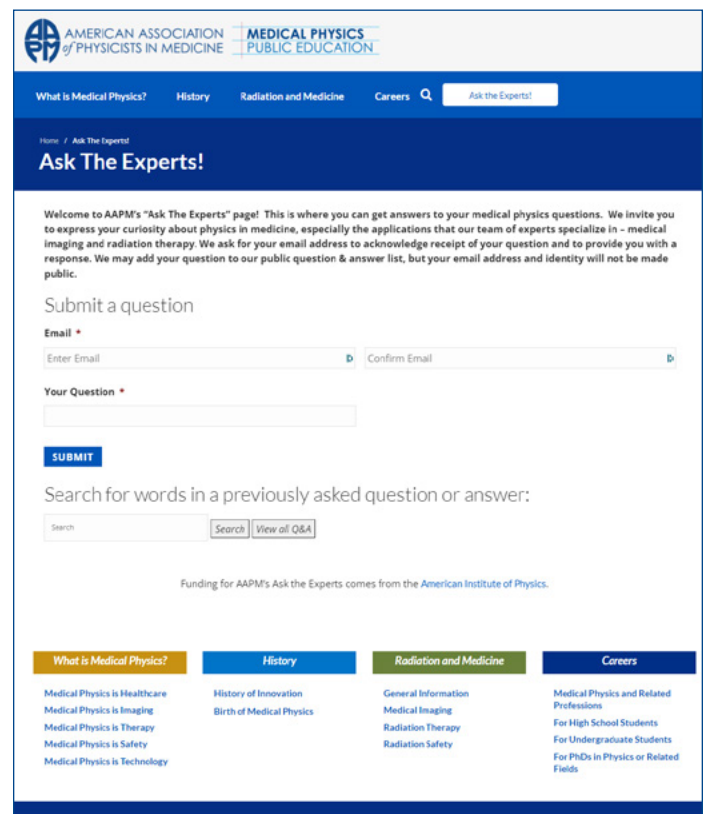 AMERICAN ASSOCIATION
of PHYSICISTS IN MEDICINE
MEDICAL PHYSICS
PUBLIC EDUCATION
What is Medical Physics? History Radiation and Medicine Careers Ask the Experts!
Home / Ask The Experts!
Ask The Experts!
Welcome to AAPM's "Ask The Experts" page! This is where you can get answers to your medical physics questions. We invite you
to express your curiosity about physics in medicine, especially the applications that our team of experts specialize in – medical
imaging and radiation therapy. We ask for your email address to acknowledge receipt of your question and to provide you with a
response. We may add your question to our public question & answer list, but your email address and identity will not be made
public.
Submit a question
Email *
Enter Email Confirm Email
Your Question *
SUBMIT
Search for words in a previously asked question or answer:
Search Search View all Q&A
Funding for AAPM's Ask the Experts comes from the American Institute of Physics.
What is Medical Physics?
Medical Physics is Healthcare
Medical Physics is Imaging
Medical Physics is Therapy
Medical Physics is Safety
Medical Physics is Technology
History
History of Innovation
Birth of Medical Physics
Radiation and Medicine
General Information
Medical Imaging
Radiation Therapy
Radiation Safety
Careers
Medical Physics and Related
Professions
For High School Students
For Undergraduate Students
For PhDs in Physics or Related
Fields